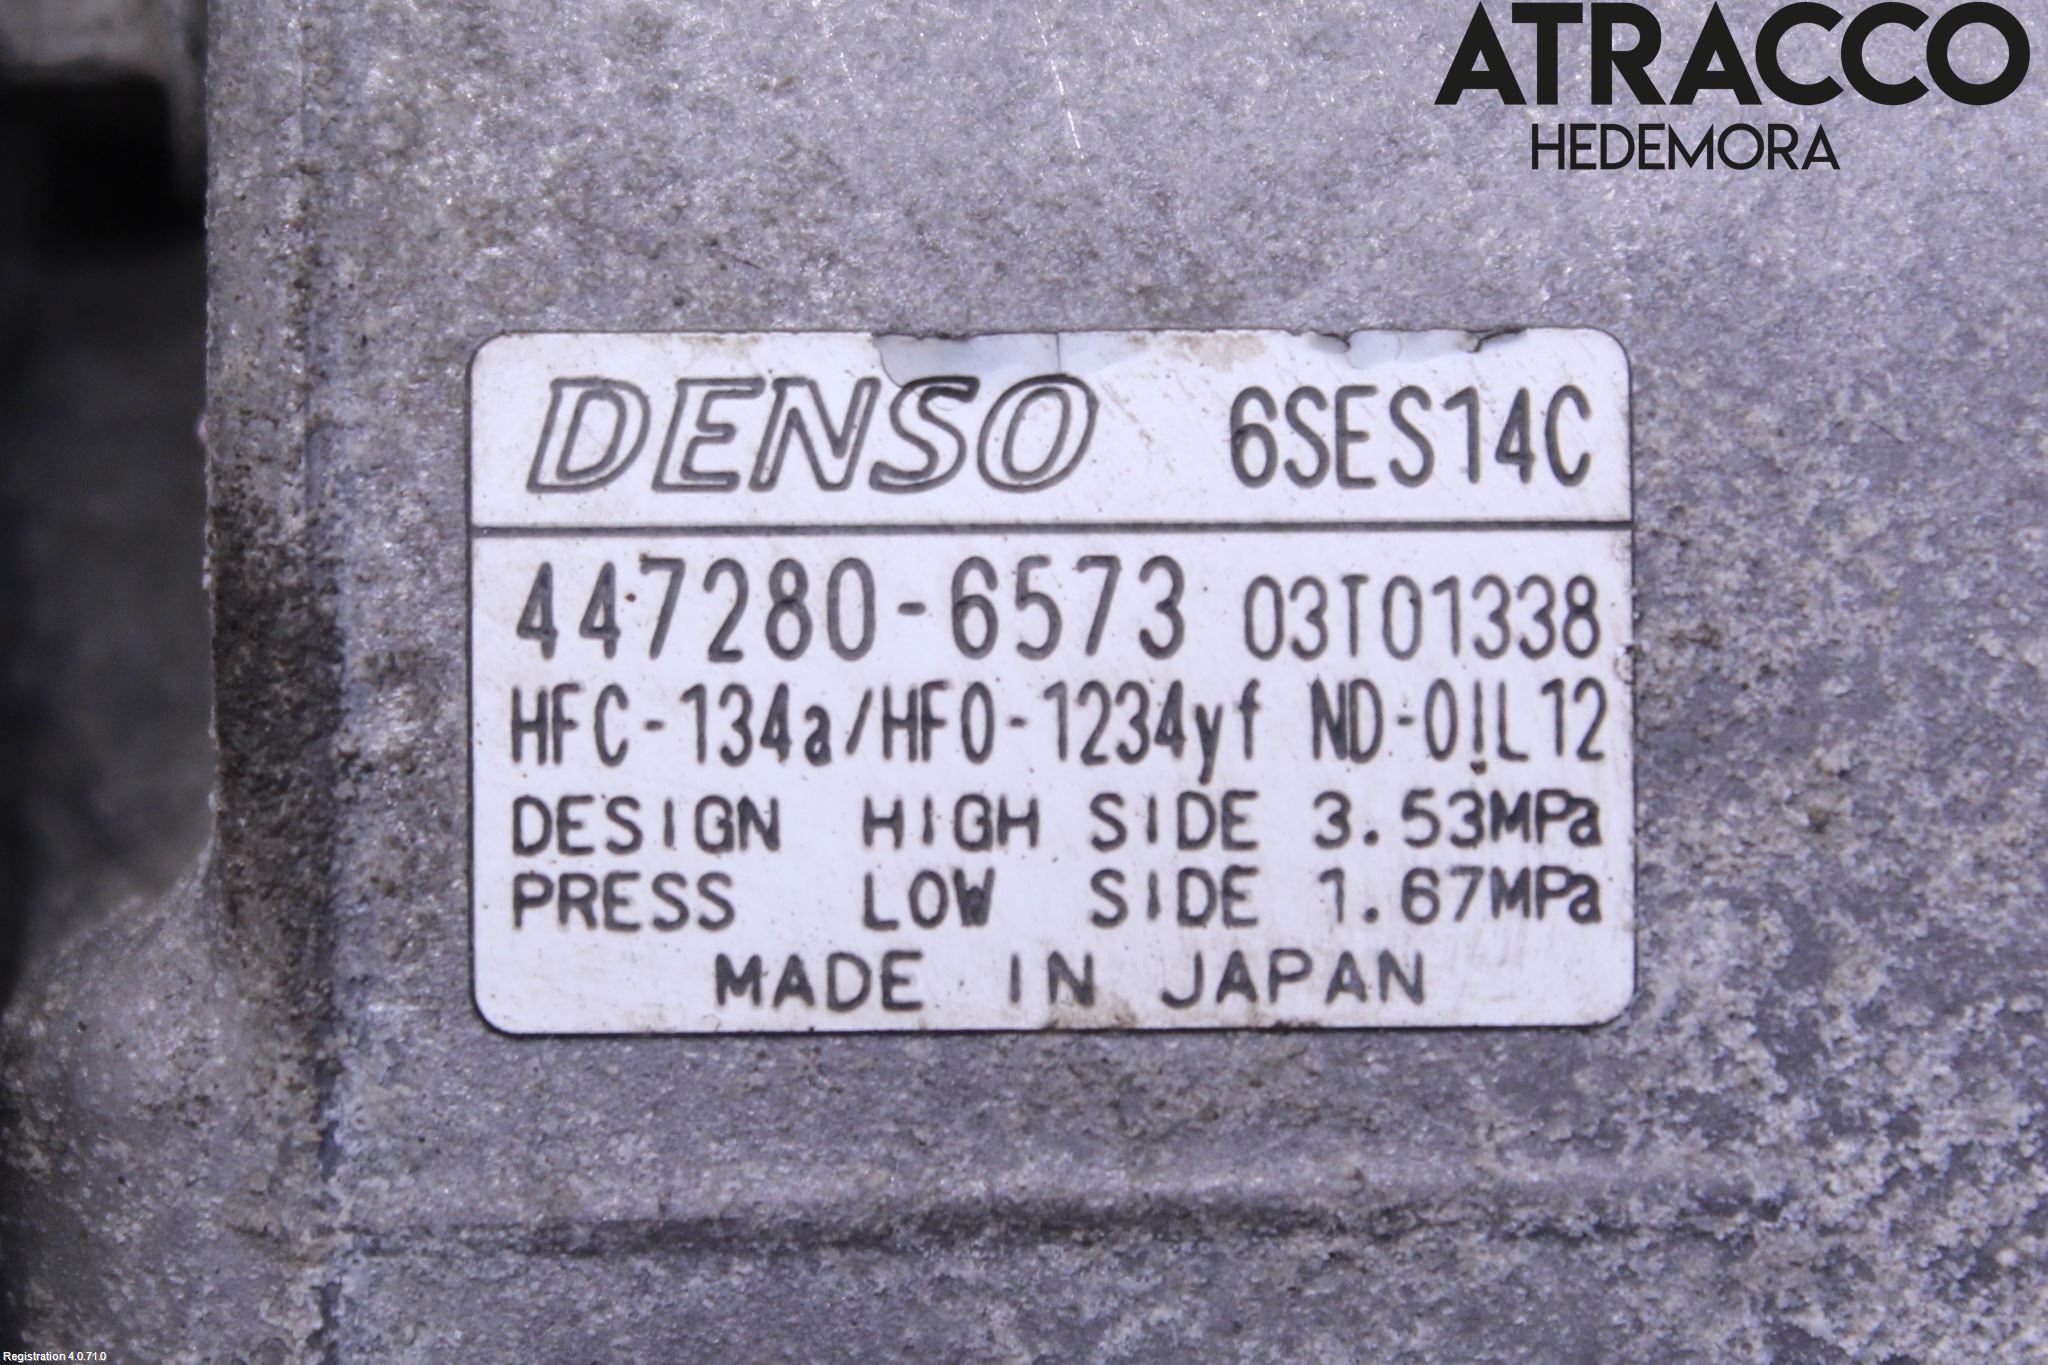 ATRACCO
HEDEMORA
DENSO 6SES14C
447280-6573 03T01338
HFC-134a/HFO-1234yf ND-OIL12
DESIGN HIGH SIDE 3.53MPa
PRESS LOW SIDE 1.67MPa
MADE IN JAPAN
Registration 4.0.71.0